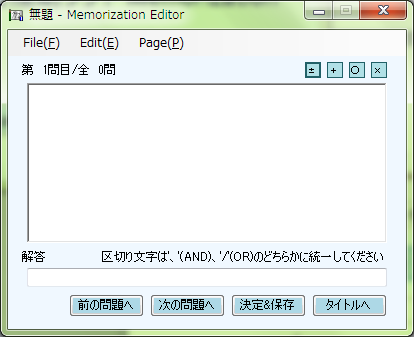 無題 - Memorization Editor
File(F) Edit(E) Page(P)
第 1問目/全 0問 ± + ○ ×
解答 区切り文字は'、'(AND)、'/'(OR)のどちらかに統一してください
前の問題へ 次の問題へ 決定&保存 タイトルへ